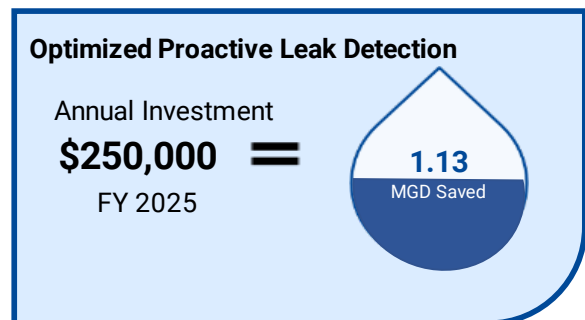 Optimized Proactive Leak Detection
Annual Investment
$250,000 =
FY 2025
1.13
MGD Saved